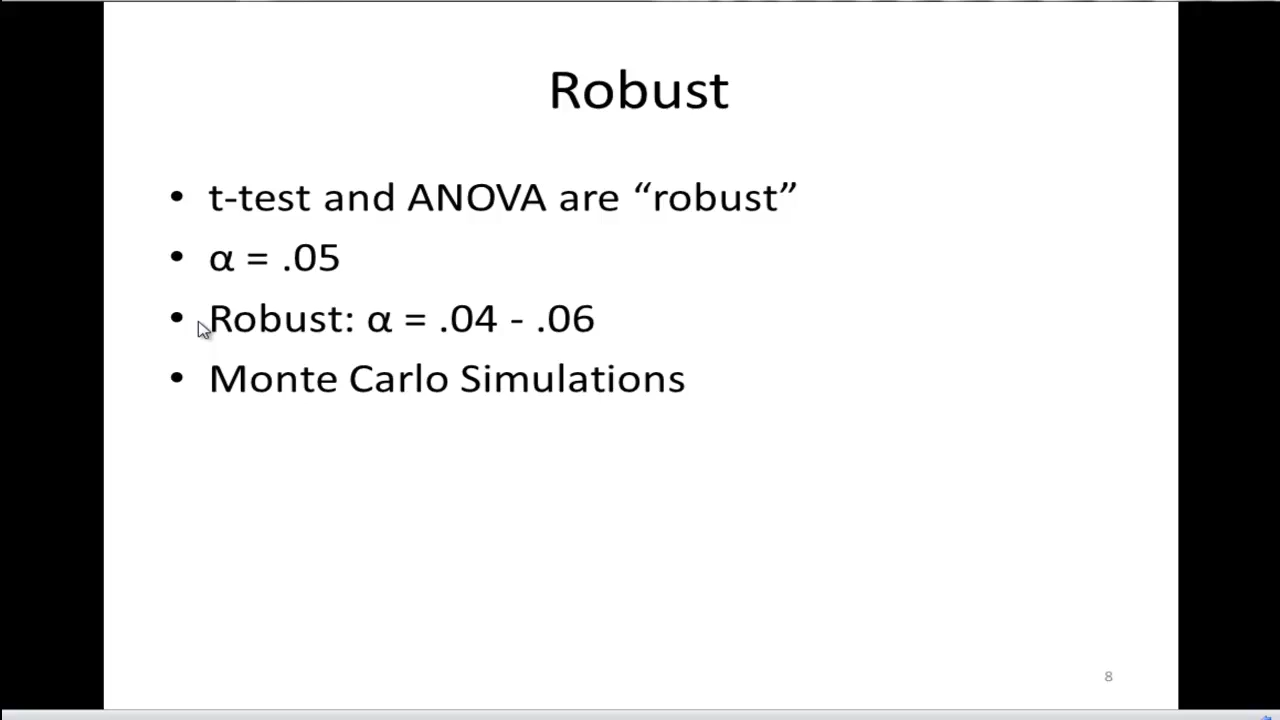 Robust
• t-test and ANOVA are “robust”
• α = .05
• Robust: α = .04 - .06
• Monte Carlo Simulations
8